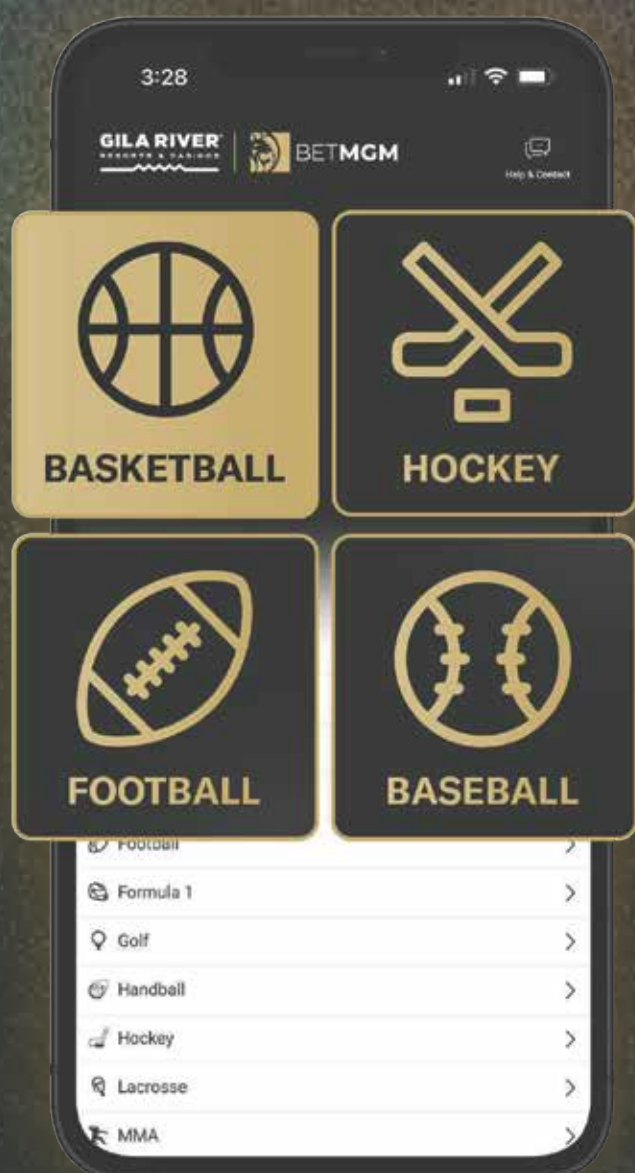 3:28
GILA RIVER
RESORTS & CASINOS
BETMGM
Help & Contact
BASKETBALL
HOCKEY
FOOTBALL
BASEBALL
Football
Formula 1
Golf
Handball
Hockey
Lacrosse
MMA